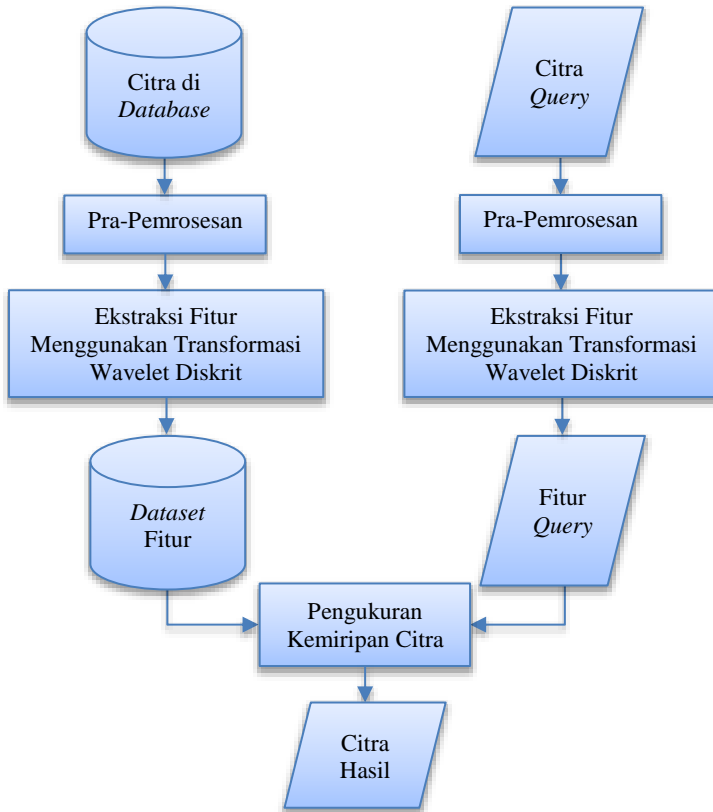 Citra di
Database
Citra
Query
Pra-Pemrosesan
Pra-Pemrosesan
Ekstraksi Fitur
Menggunakan Transformasi
Wavelet Diskrit
Ekstraksi Fitur
Menggunakan Transformasi
Wavelet Diskrit
Dataset
Fitur
Fitur
Query
Pengukuran
Kemiripan Citra
Citra
Hasil